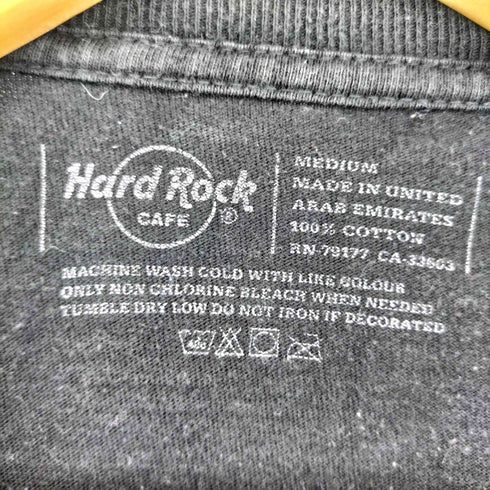 Hard Rock
CAFE
®
MEDIUM
MADE IN UNITED
ARAB EMIRATES
100% COTTON
RN-79177 CA-33603
MACHINE WASH COLD WITH LIKE COLOUR
ONLY NON CHLORINE BLEACH WHEN NEEDED
TUMBLE DRY LOW DO NOT IRON IF DECORATED
40c